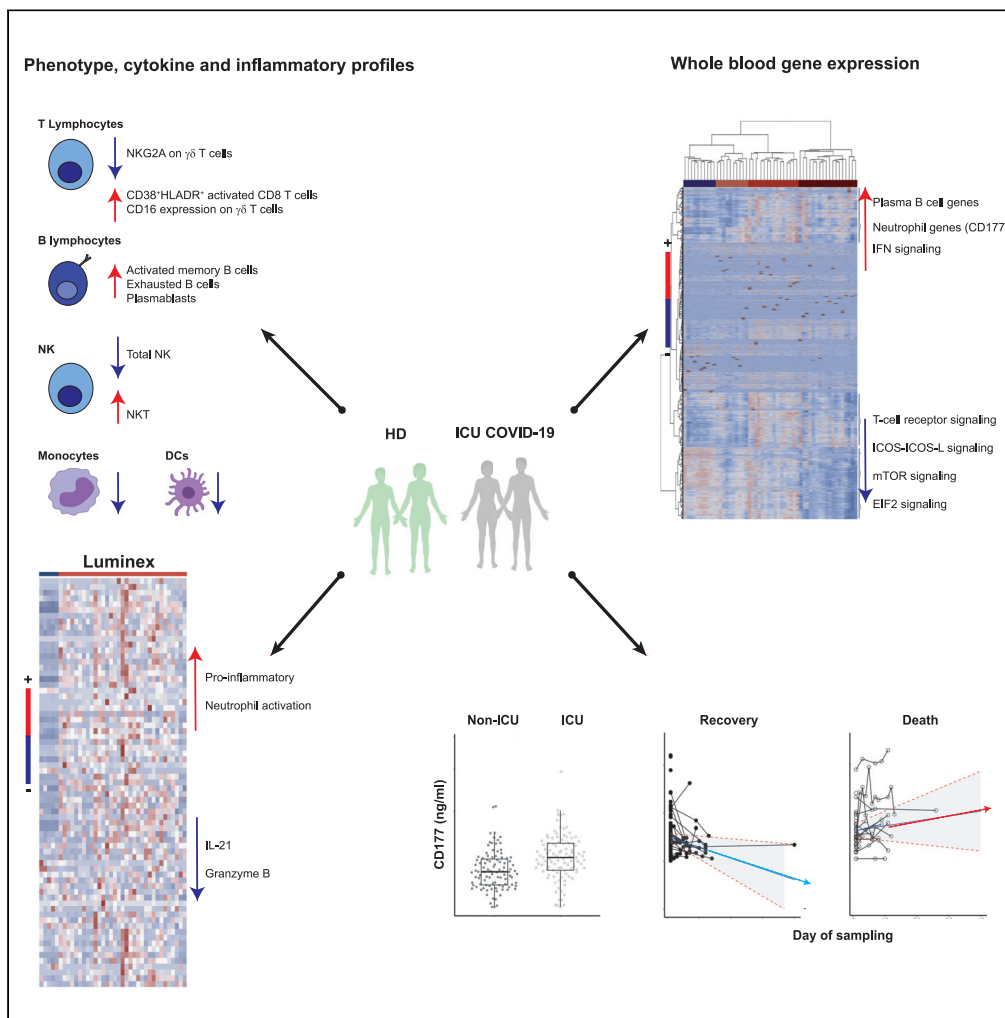 Phenotype, cytokine and inflammatory profiles
T Lymphocytes
NKG2A on γδ T cells
CD38⁺HLADR⁺ activated CD8 T cells
CD16 expression on γδ T cells
B lymphocytes
Activated memory B cells
Exhausted B cells
Plasmablasts
NK
Total NK
NKT
Monocytes
DCs
Luminex
+
-
Pro-inflammatory
Neutrophil activation
IL-21
Granzyme B
HD
ICU COVID-19
Whole blood gene expression
+
-
Plasma B cell genes
Neutrophil genes (CD177
IFN signaling
T-cell receptor signaling
ICOS-ICOS-L signaling
mTOR signaling
EIF2 signaling
Non-ICU
ICU
Recovery
Death
CD177 (ng/ml)
Day of sampling